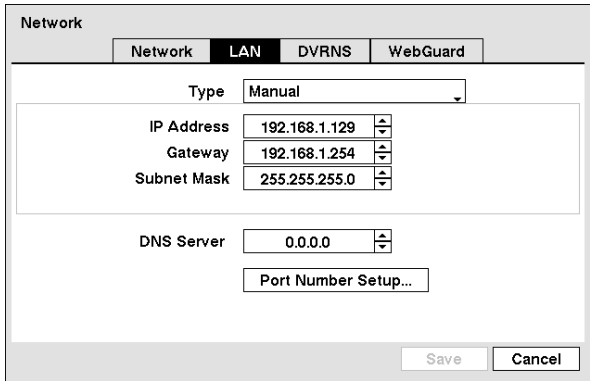 Network
Network LAN DVRNS WebGuard
Type Manual
IP Address 192.168.1.129
Gateway 192.168.1.254
Subnet Mask 255.255.255.0
DNS Server 0.0.0.0
Port Number Setup...
Save Cancel